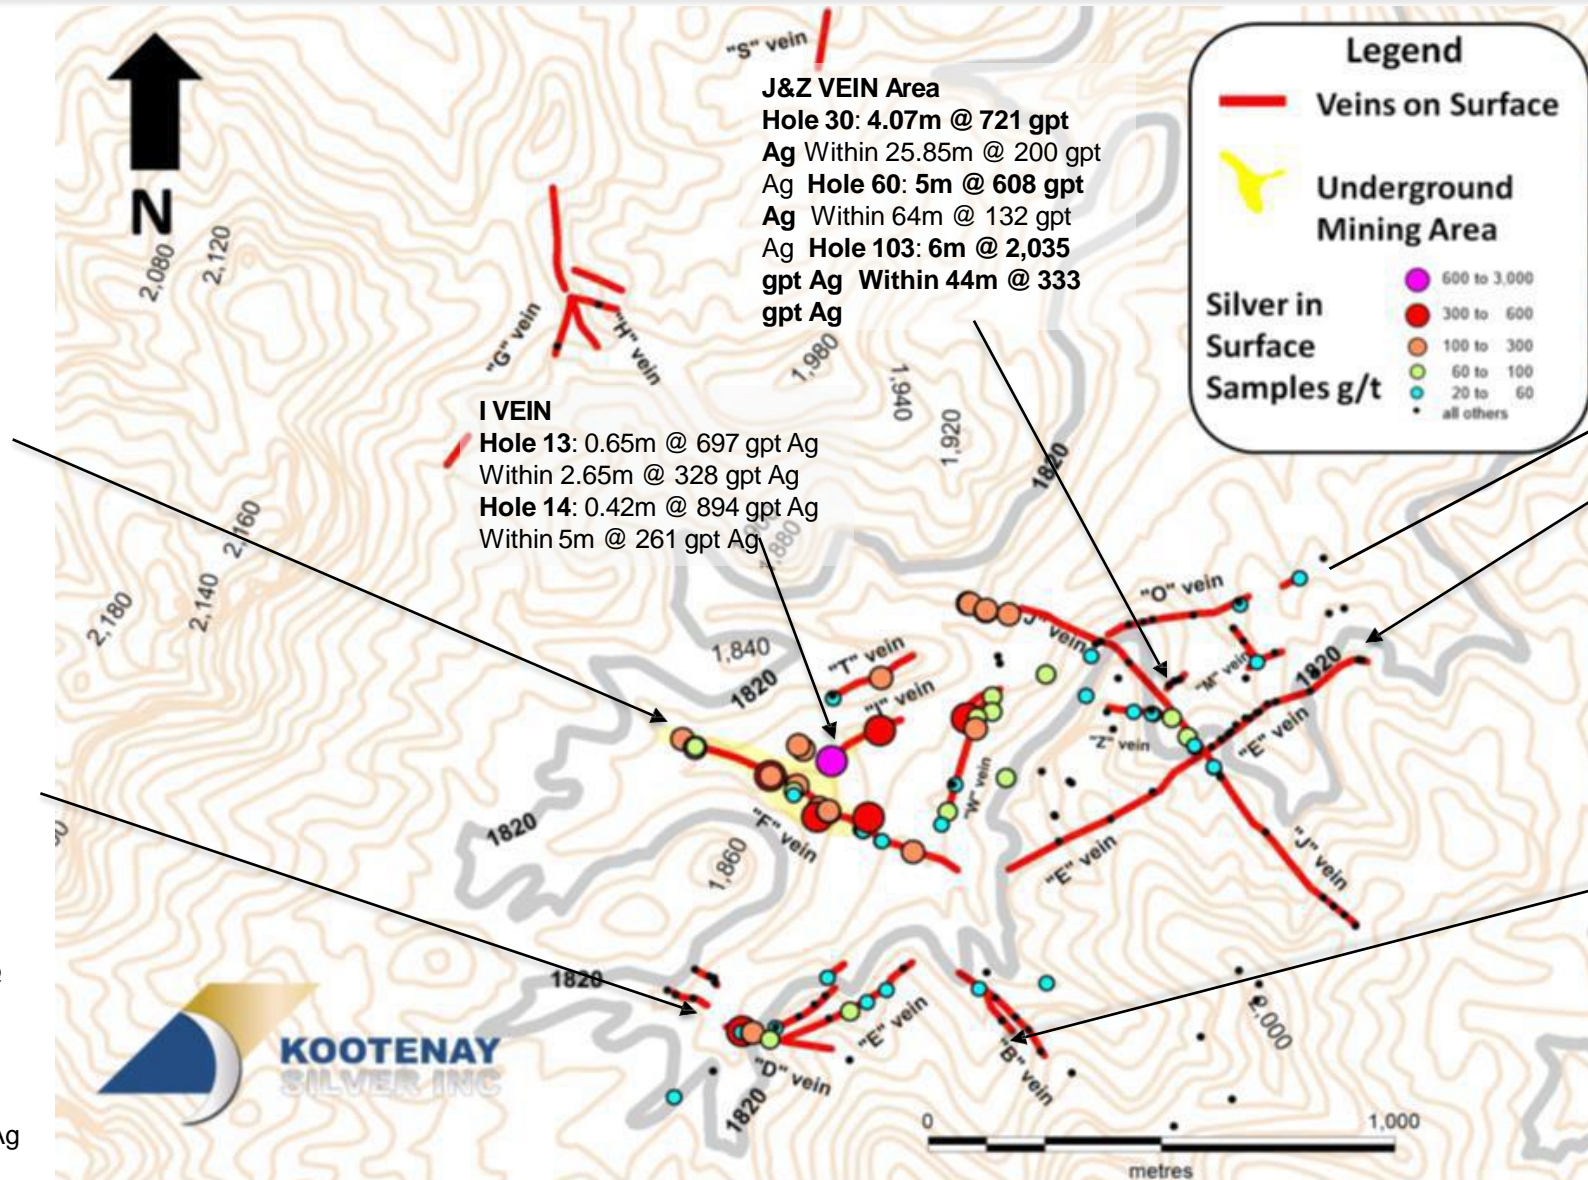 "S" vein
J&Z VEIN Area
Hole 30: 4.07m @ 721 gpt
Ag Within 25.85m @ 200 gpt
Ag Hole 60: 5m @ 608 gpt
Ag Within 64m @ 132 gpt
Ag Hole 103: 6m @ 2,035
gpt Ag Within 44m @ 333
gpt Ag
Legend
Veins on Surface
Underground
Mining Area
Silver in
Surface
Samples g/t
600 to 3,000
300 to 600
100 to 300
60 to 100
20 to 60
all others
N
2,080
2,120
"G" vein
"H" vein
1,980
1,940
1,920
1820
I VEIN
Hole 13: 0.65m @ 697 gpt Ag
Within 2.65m @ 328 gpt Ag
Hole 14: 0.42m @ 894 gpt Ag
Within 5m @ 261 gpt Ag
2,160
2,180
2,140
1,840
1820
"T" vein
"I" vein
"J" vein
"O" vein
"M" vein
1820
"Z" vein
"E" vein
"W" vein
1820
"F" vein
1,860
"E" vein
"J" vein
1820
"D" vein
"E" vein
"B" vein
2,000
1820
KOOTENAY
SILVER INC
Ag
0 1,000
metres